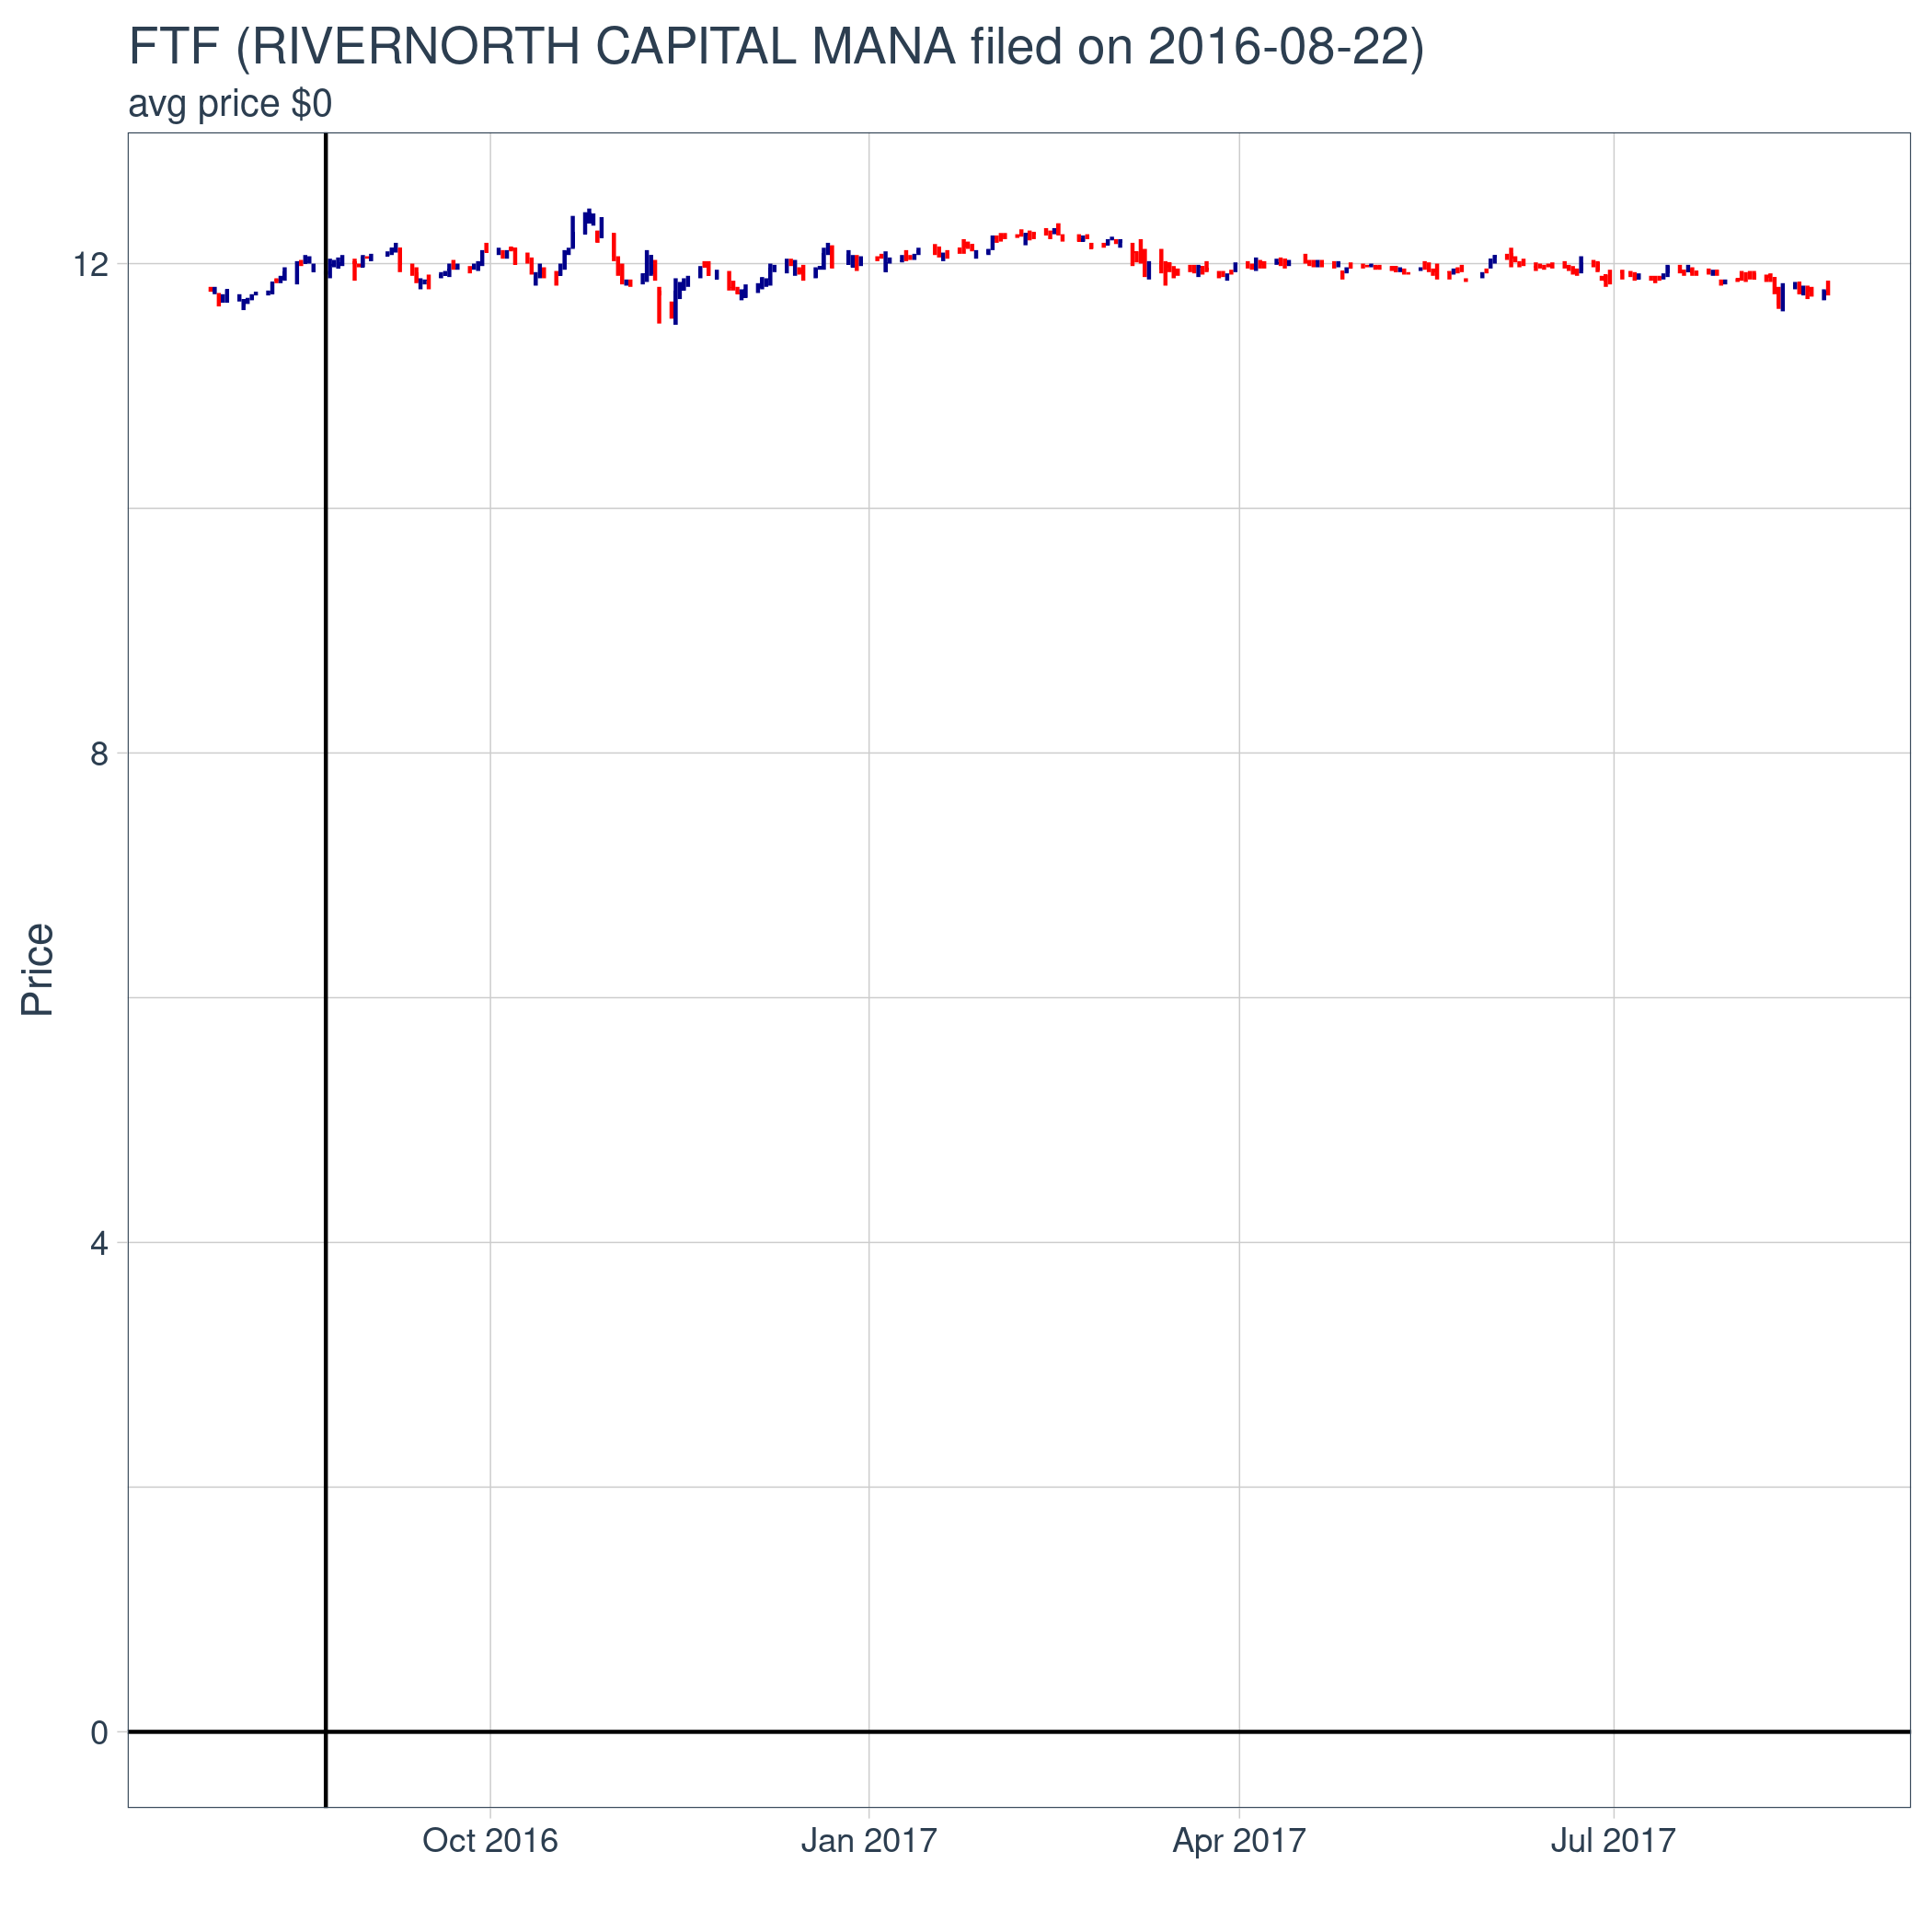 FTF (RIVERNORTH CAPITAL MANA filed on 2016-08-22)
avg price $0
12
8
4
0
Price
Oct 2016 Jan 2017 Apr 2017 Jul 2017